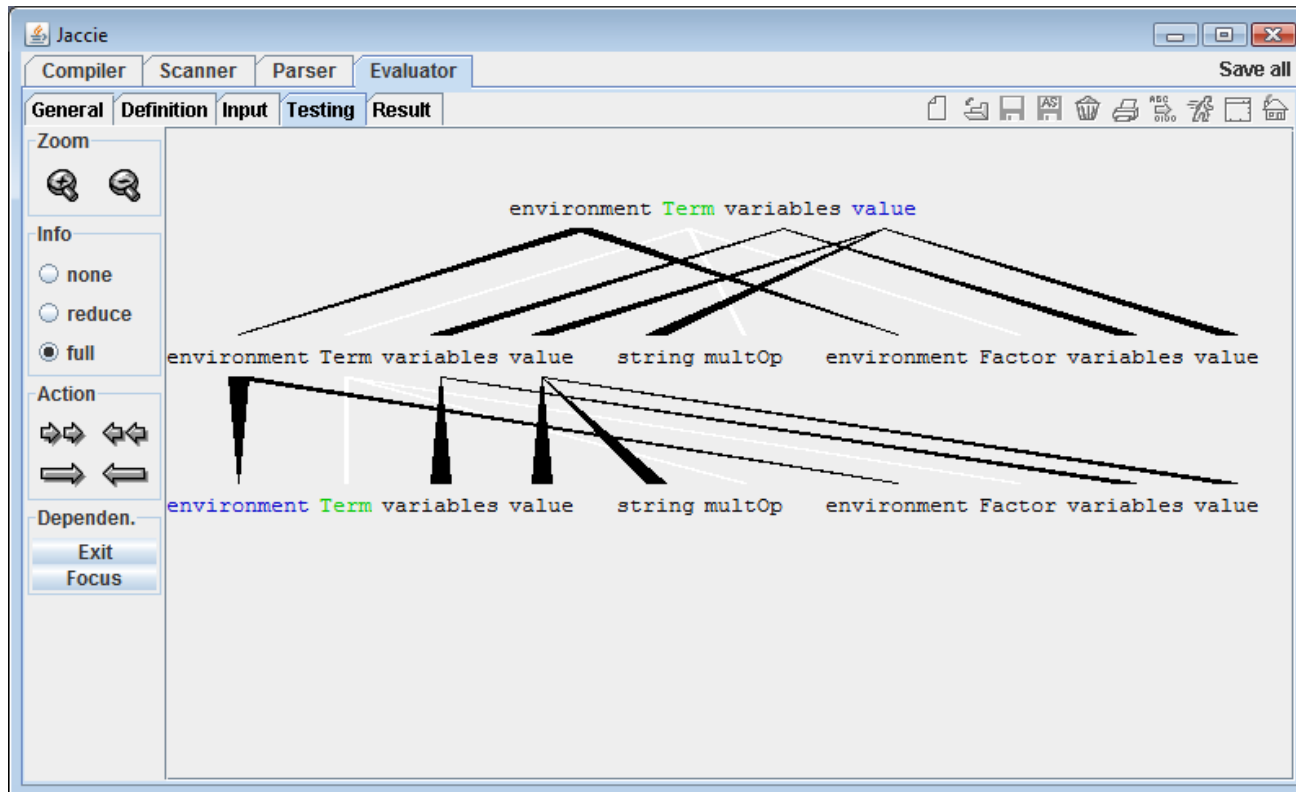 Jaccie
Compiler Scanner Parser Evaluator Save all
General Definition Input Testing Result
Zoom
Info
none
reduce
full
Action
Dependen.
Exit
Focus
environment Term variables value
environment Term variables value string multOp environment Factor variables value
environment Term variables value string multOp environment Factor variables value